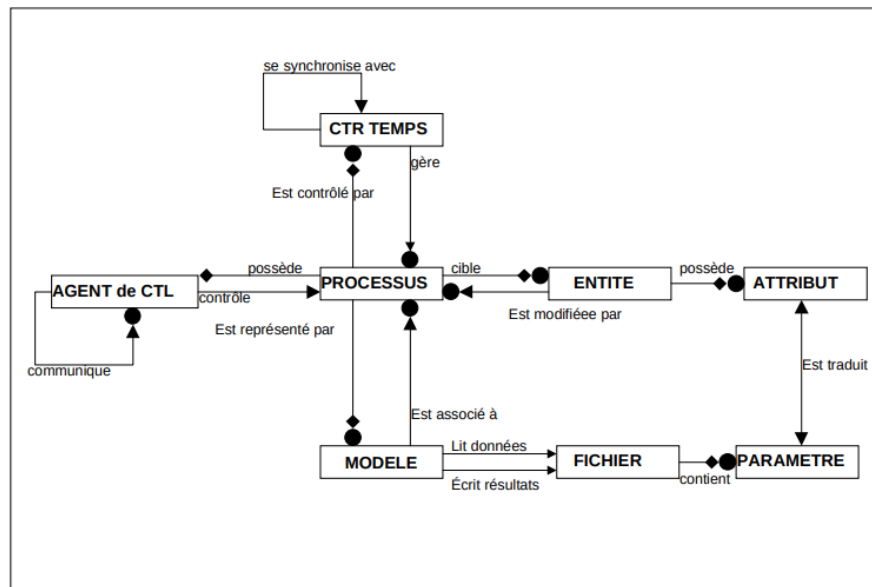 se synchronise avec
CTR TEMPS
gère
Est contrôlé par
possède
cible
possède
AGENT de CTL
PROCESSUS
ENTITE
ATTRIBUT
contrôle
Est représenté par
Est modifiéee par
communique
Est traduit
Est associé à
Lit données
MODELE
FICHIER
PARAMETRE
Écrit résultats
contient